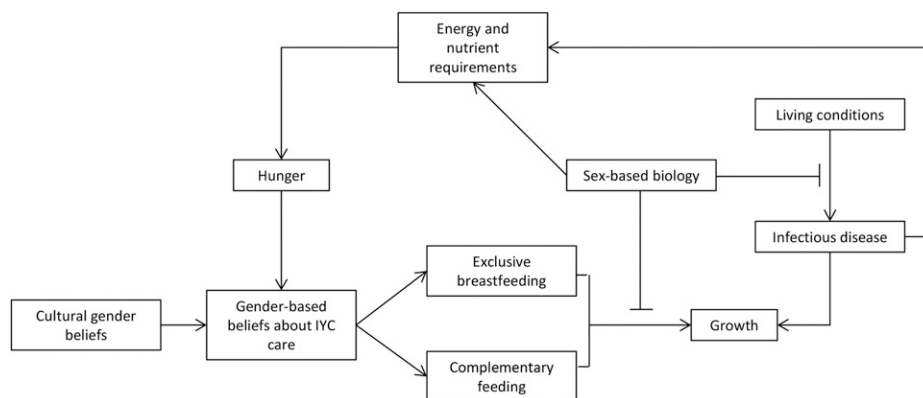 Energy and
nutrient
requirements
Living conditions
Hunger
Sex-based biology
Infectious disease
Exclusive
breastfeeding
Cultural gender
beliefs
Gender-based
beliefs about IYC
care
Growth
Complementary
feeding